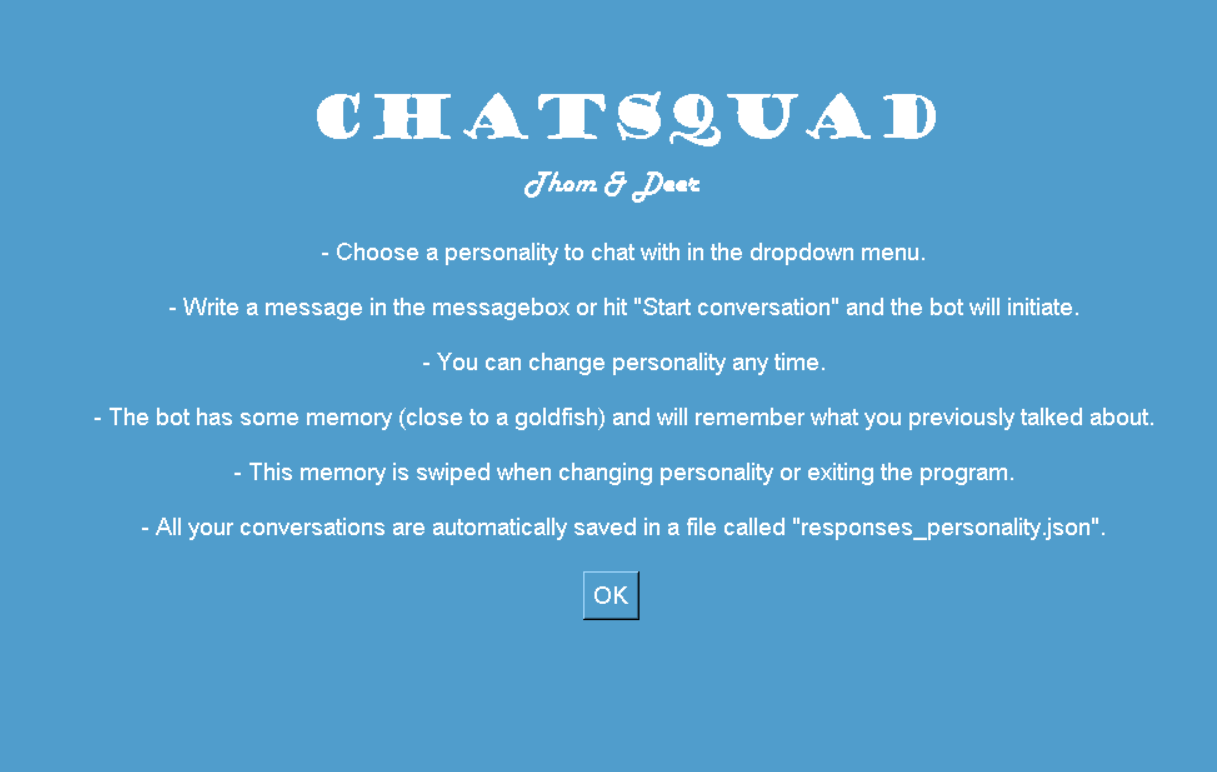 CHATSQUAD
Thom & Deer
- Choose a personality to chat with in the dropdown menu.
- Write a message in the messagebox or hit "Start conversation" and the bot will initiate.
- You can change personality any time.
- The bot has some memory (close to a goldfish) and will remember what you previously talked about.
- This memory is swiped when changing personality or exiting the program.
- All your conversations are automatically saved in a file called "responses_personality.json".
OK